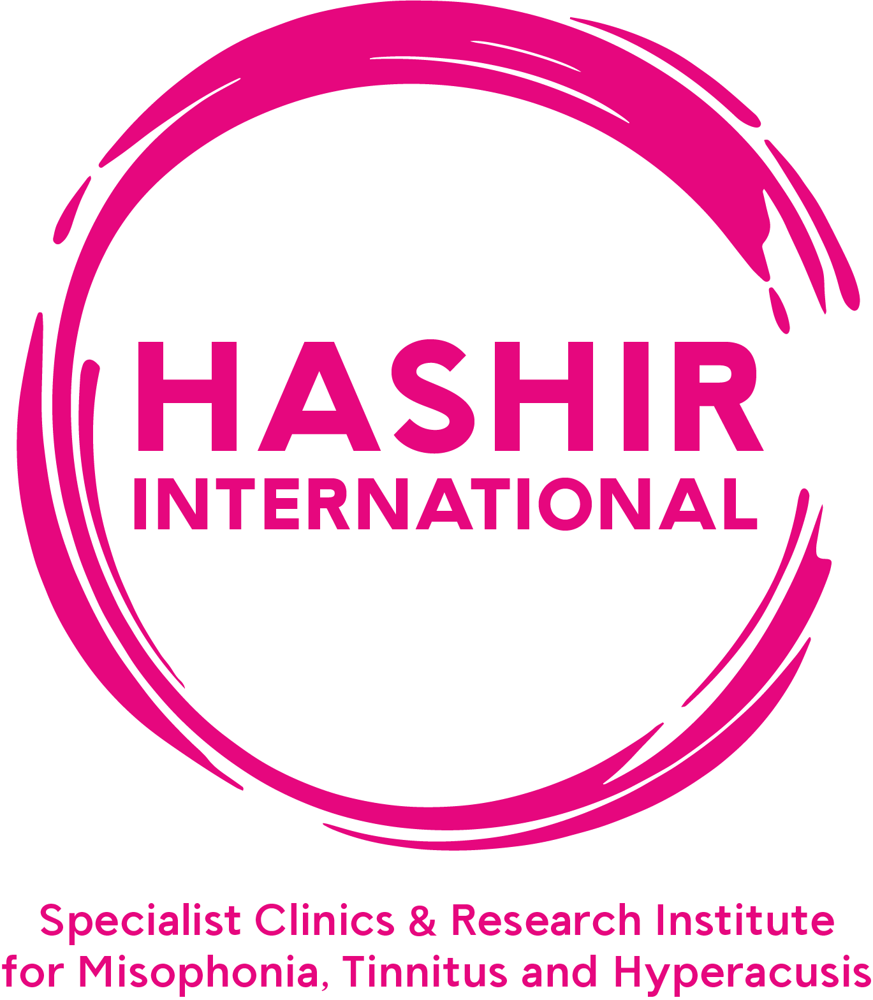 HASHIR
INTERNATIONAL
Specialist Clinics & Research Institute
for Misophonia, Tinnitus and Hyperacusis